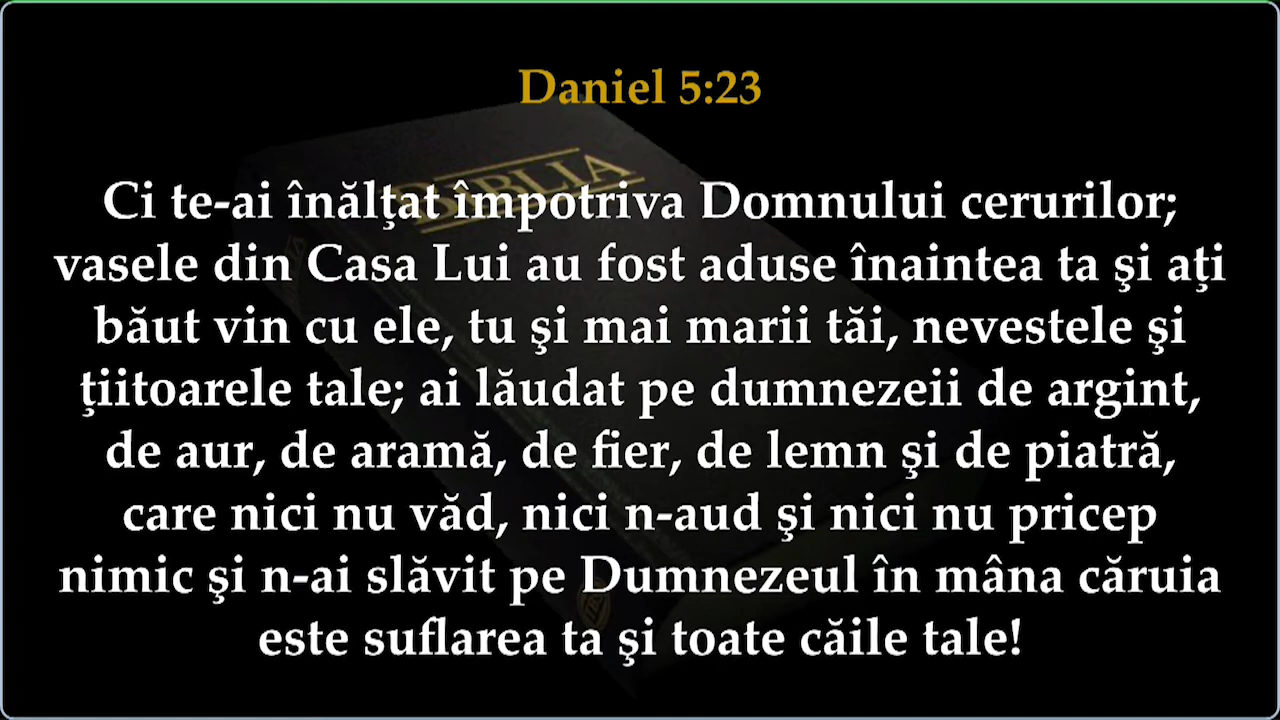 Daniel 5:23
BIBLIA
Ci te-ai înălţat împotriva Domnului cerurilor;
vasele din Casa Lui au fost aduse înaintea ta şi aţi
băut vin cu ele, tu şi mai marii tăi, nevestele şi
ţiitoarele tale; ai lăudat pe dumnezeii de argint,
de aur, de aramă, de fier, de lemn şi de piatră,
care nici nu văd, nici n-aud şi nici nu pricep
nimic şi n-ai slăvit pe Dumnezeul în mâna căruia
este suflarea ta şi toate căile tale!